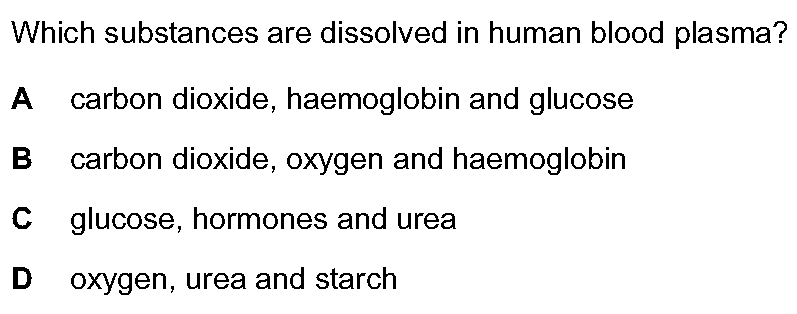 Which substances are dissolved in human blood plasma?
A carbon dioxide, haemoglobin and glucose
B carbon dioxide, oxygen and haemoglobin
C glucose, hormones and urea
D oxygen, urea and starch